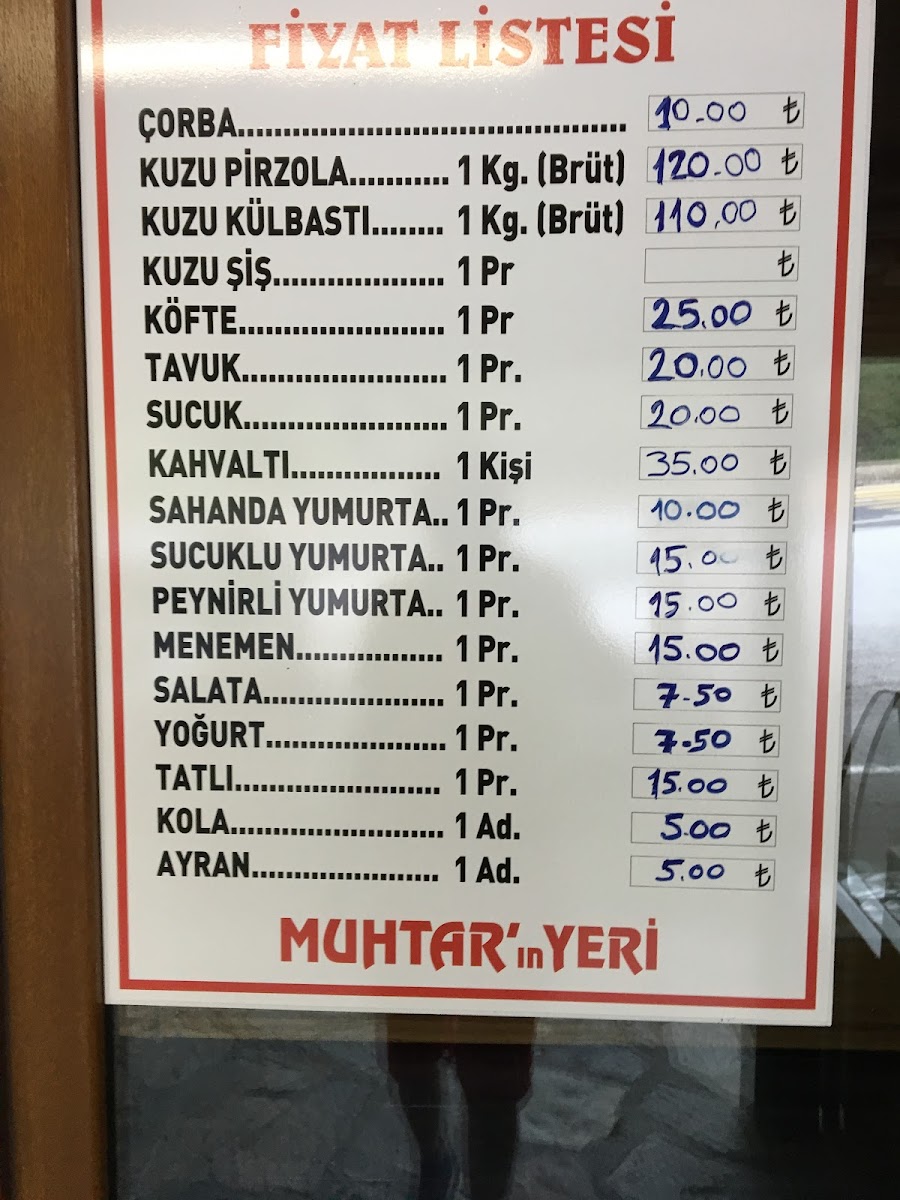 FİYAT LİSTESİ
ÇORBA........................................... 10.00 ₺
KUZU PİRZOLA........... 1 Kg. (Brüt) 120.00 ₺
KUZU KÜLBASTI........ 1 Kg. (Brüt) 110,00 ₺
KUZU ŞİŞ................... 1 Pr ₺
KÖFTE....................... 1 Pr 25.00 ₺
TAVUK....................... 1 Pr. 20.00 ₺
SUCUK....................... 1 Pr. 20.00 ₺
KAHVALTI................. 1 Kişi 35.00 ₺
SAHANDA YUMURTA.. 1 Pr. 10.00 ₺
SUCUKLU YUMURTA.. 1 Pr. 15.00 ₺
PEYNİRLİ YUMURTA.. 1 Pr. 15.00 ₺
MENEMEN................. 1 Pr. 15.00 ₺
SALATA..................... 1 Pr. 7.50 ₺
YOĞURT..................... 1 Pr. 7.50 ₺
TATLI........................ 1 Pr. 15.00 ₺
KOLA........................ 1 Ad. 5.00 ₺
AYRAN...................... 1 Ad. 5.00 ₺
MUHTAR'ın YERİ